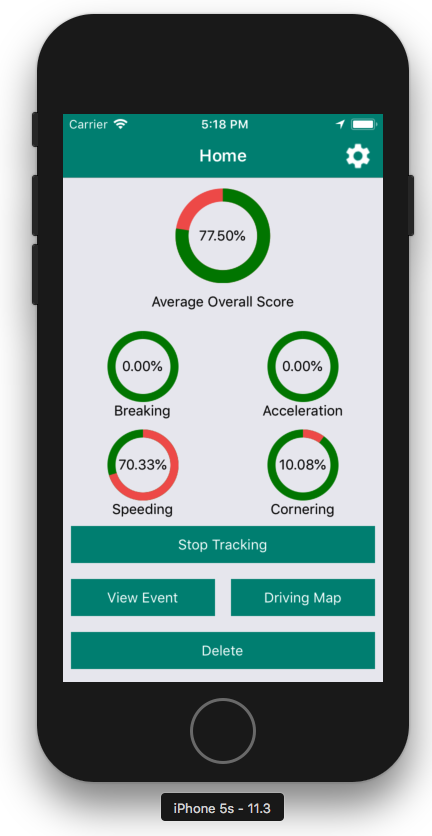 Carrier 5:18 PM
Home
77.50%
Average Overall Score
0.00% 0.00%
Breaking Acceleration
70.33% 10.08%
Speeding Cornering
Stop Tracking
View Event Driving Map
Delete
iPhone 5s - 11.3